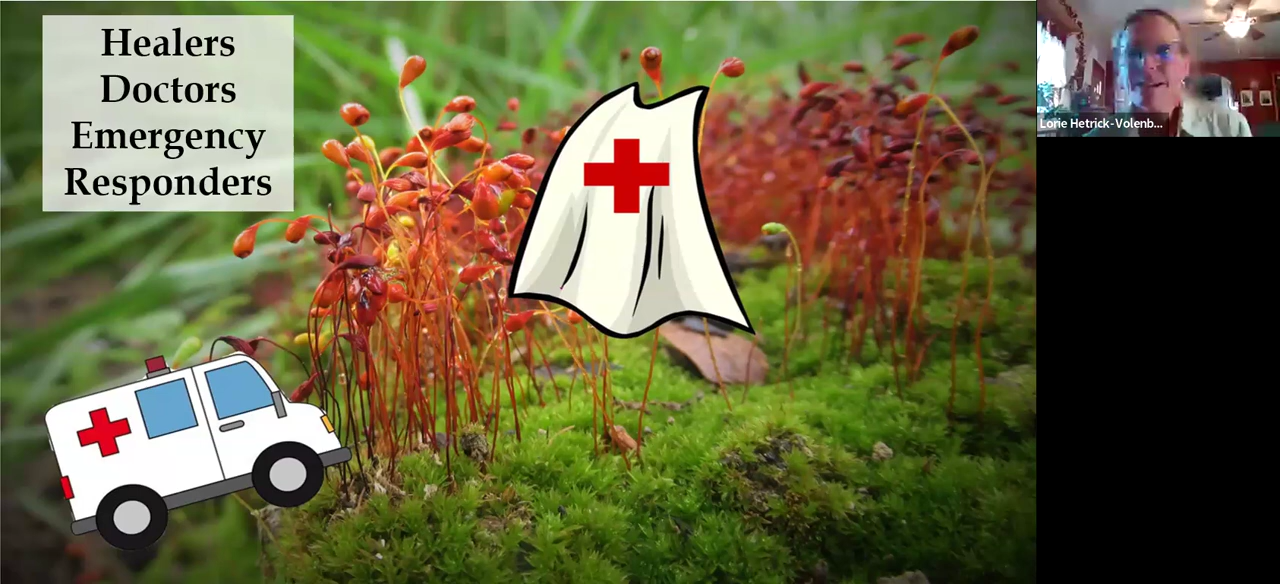 Healers
Doctors
Emergency
Responders
Lorie Hetrick-Volenb...